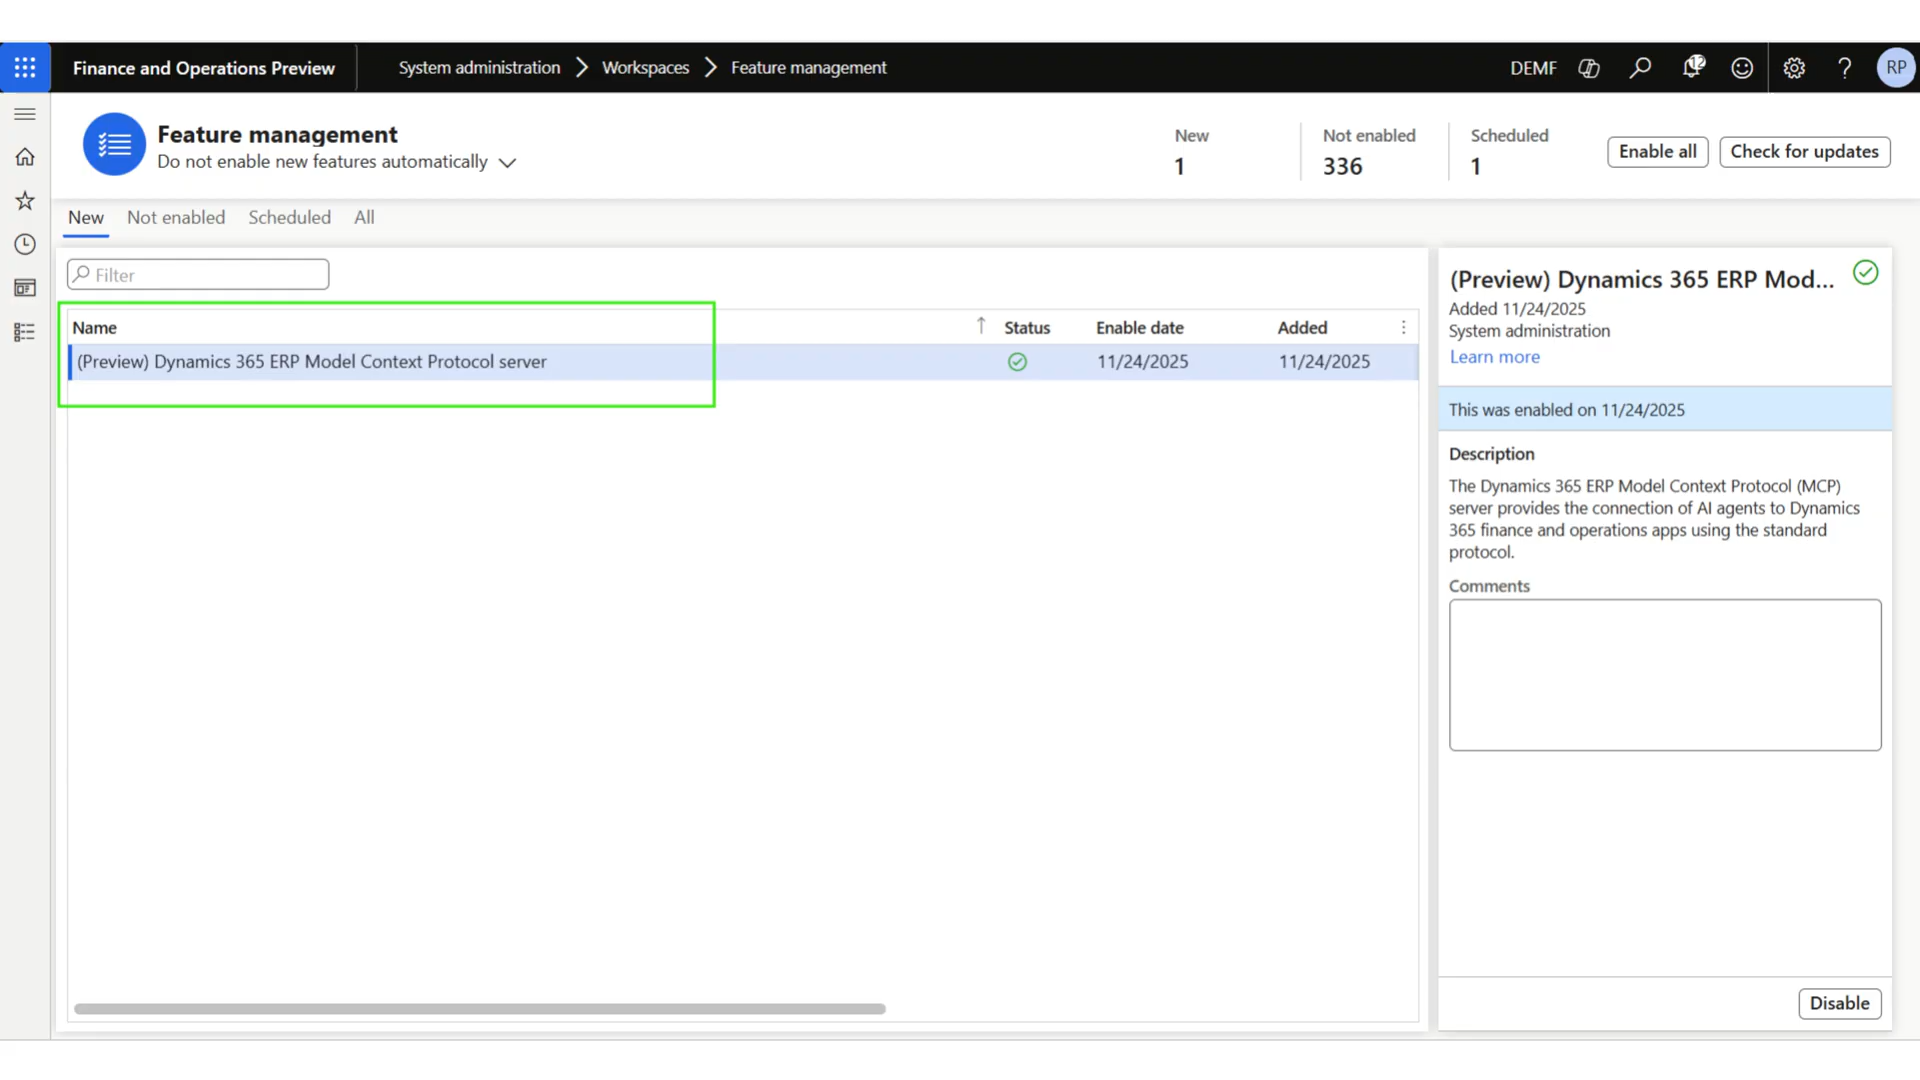 Finance and Operations Preview
System administration > Workspaces > Feature management
DEMF
12
?
RP
Feature management
Do not enable new features automatically
New
1
Not enabled
336
Scheduled
1
Enable all
Check for updates
New Not enabled Scheduled All
Filter
Name ↑ Status Enable date Added
(Preview) Dynamics 365 ERP Model Context Protocol server 11/24/2025 11/24/2025
(Preview) Dynamics 365 ERP Mod...
Added 11/24/2025
System administration
Learn more
This was enabled on 11/24/2025
Description
The Dynamics 365 ERP Model Context Protocol (MCP)
server provides the connection of AI agents to Dynamics
365 finance and operations apps using the standard
protocol.
Comments
Disable